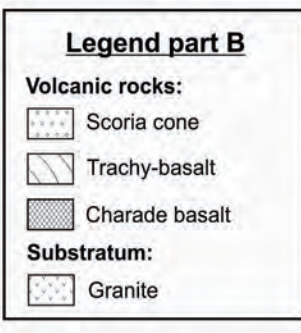 Legend part B
Volcanic rocks:
Scoria cone
Trachy-basalt
Charade basalt
Substratum:
Granite